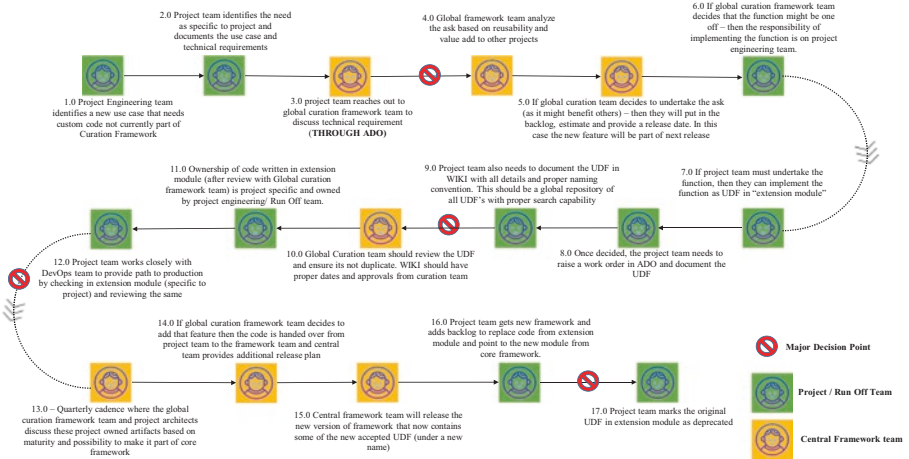 2.0 Project team identifies the need
as specific to project and
documents the use case and
technical requirements
4.0 Global framework team analyze
the ask based on reusability and
value add to other projects
6.0 If global curation framework team
decides that the function might be one
off – then the responsibility of
implementing the function is on project
engineering team.
1.0 Project Engineering team
identifies a new use case that needs
custom code not currently part of
Curation Framework
3.0 project team reaches out to
global curation framework team to
discuss technical requirement
(THROUGH ADO)
5.0 If global curation team decides to undertake the ask
(as it might benefit others) – then they will put in the
backlog, estimate and provide a release date. In this
case the new feature will be part of next release
11.0 Ownership of code written in extension
module (after review with Global curation
framework team) is project specific and owned
by project engineering/ Run Off team.
9.0 Project team also needs to document the UDF in
WIKI with all details and proper naming
convention. This should be a global repository of
all UDF's with proper search capability
7.0 If project team must undertake the
function, then they can implement the
function as UDF in “extension module”
12.0 Project team works closely with
DevOps team to provide path to production
by checking in extension module (specific to
project) and reviewing the same
10.0 Global Curation team should review the UDF
and ensure its not duplicate. WIKI should have
proper dates and approvals from curation team
8.0 Once decided, the project team needs to
raise a work order in ADO and document the
UDF
14.0 If global curation framework team decides to
add that feature then the code is handed over from
project team to the framework team and central
team provides additional release plan
16.0 Project team gets new framework and
adds backlog to replace code from extension
module and point to the new module from
core framework.
13.0 – Quarterly cadence where the global
curation framework team and project architects
discuss these project owned artifacts based on
maturity and possibility to make it part of core
framework
15.0 Central framework team will release the
new version of framework that now contains
some of the new accepted UDF (under a new
name)
17.0 Project team marks the original
UDF in extension module as deprecated
Major Decision Point
Project / Run Off Team
Central Framework team